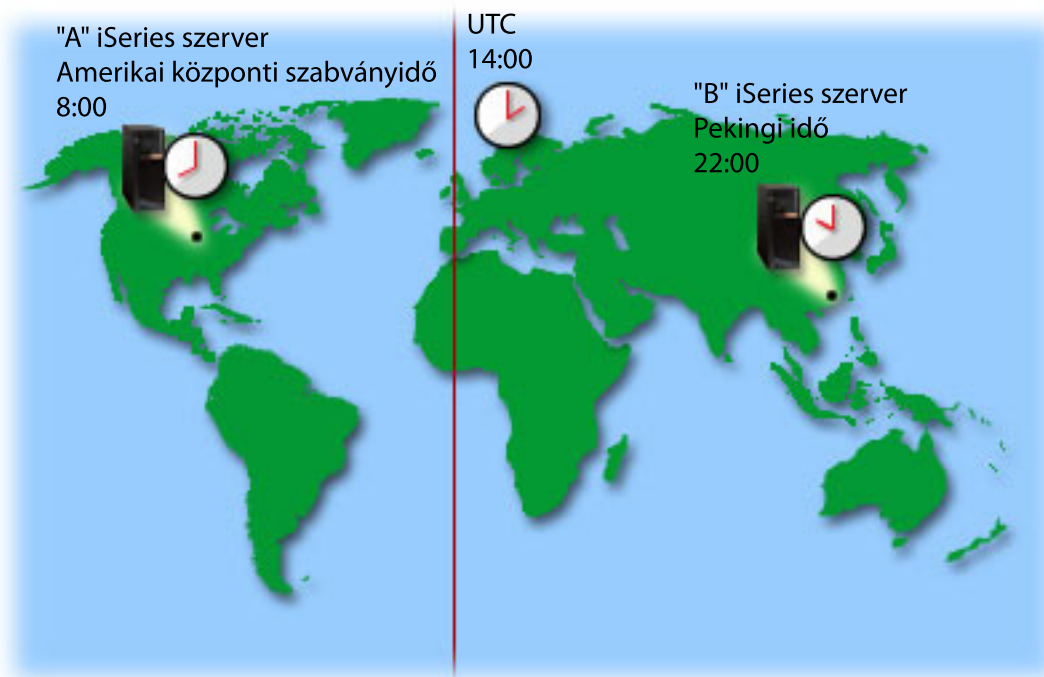 "A" iSeries szerver
Amerikai központi szabványidő
8:00
UTC
14:00
"B" iSeries szerver
Pekingi idő
22:00